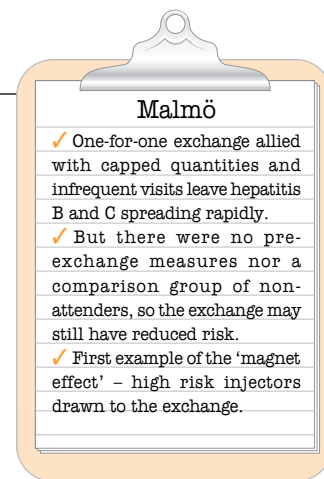 Malmö
✓ One-for-one exchange allied
with capped quantities and
infrequent visits leave hepatitis
B and C spreading rapidly.
✓ But there were no pre-
exchange measures nor a
comparison group of non-
attenders, so the exchange may
still have reduced risk.
✓ First example of the ‘magnet
effect’ – high risk injectors
drawn to the exchange.